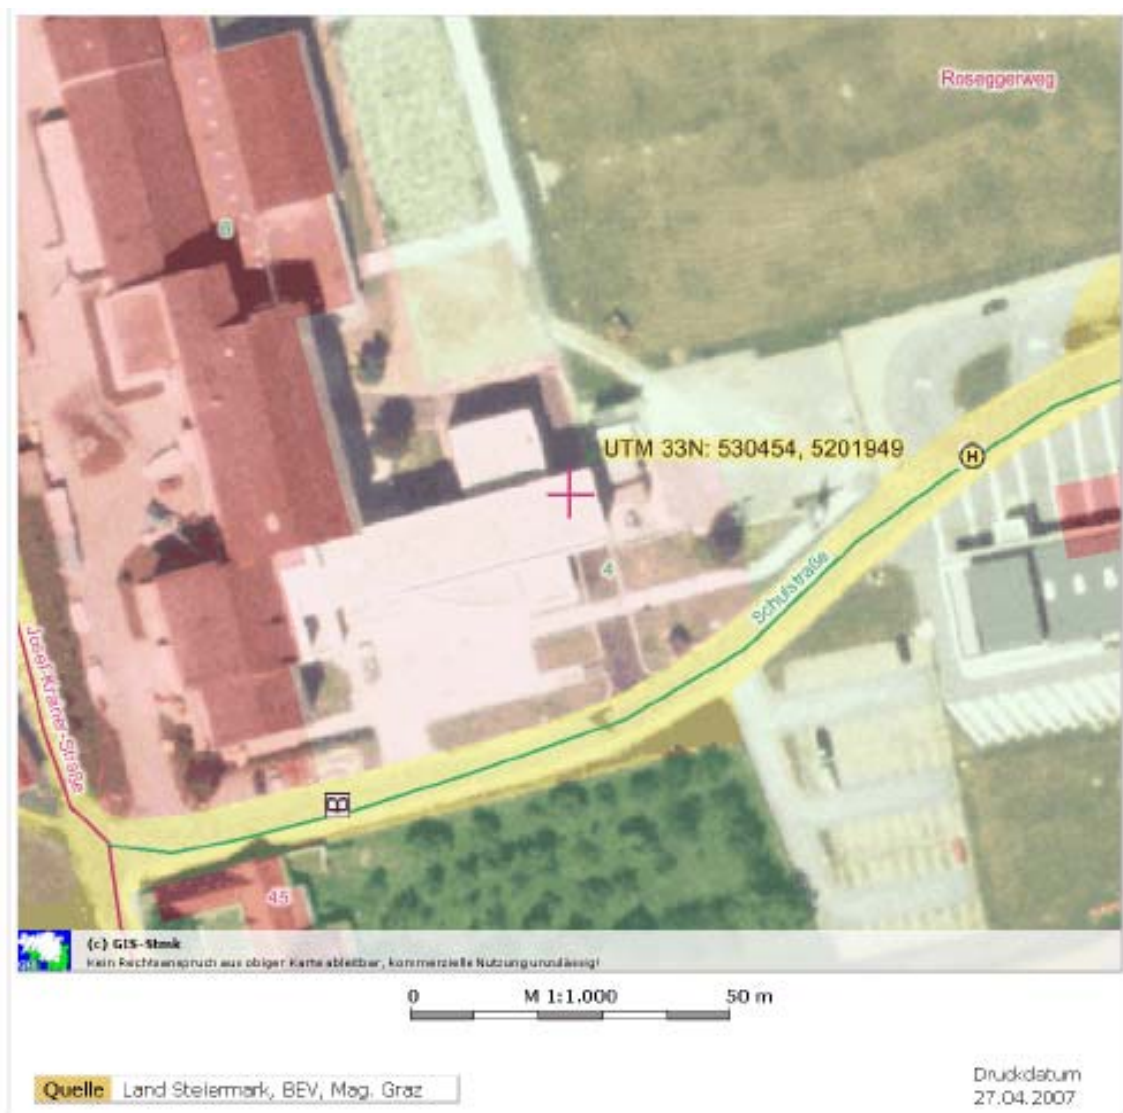 Roseggerweg
8
UTM 33N: 530454, 5201949
H
4
Schulstraße
Josef-Krainer-Straße
B
45
(c) GIS-Stmk
Kein Rechtsanspruch aus obiger Karte ableitbar, kommerzielle Nutzung unzulässig!
0 M 1:1.000 50 m
Quelle Land Steiermark, BEV, Mag. Graz
Druckdatum
27.04.2007